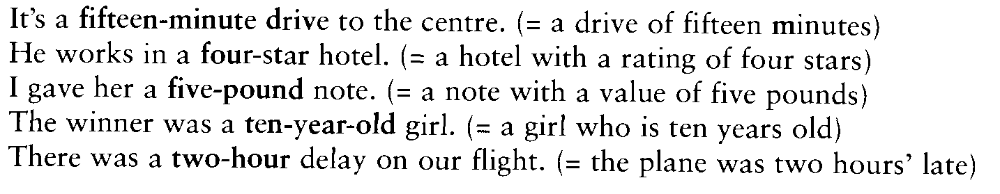 It's a fifteen-minute drive to the centre. (= a drive of fifteen minutes)
He works in a four-star hotel. (= a hotel with a rating of four stars)
I gave her a five-pound note. (= a note with a value of five pounds)
The winner was a ten-year-old girl. (= a girl who is ten years old)
There was a two-hour delay on our flight. (= the plane was two hours' late)